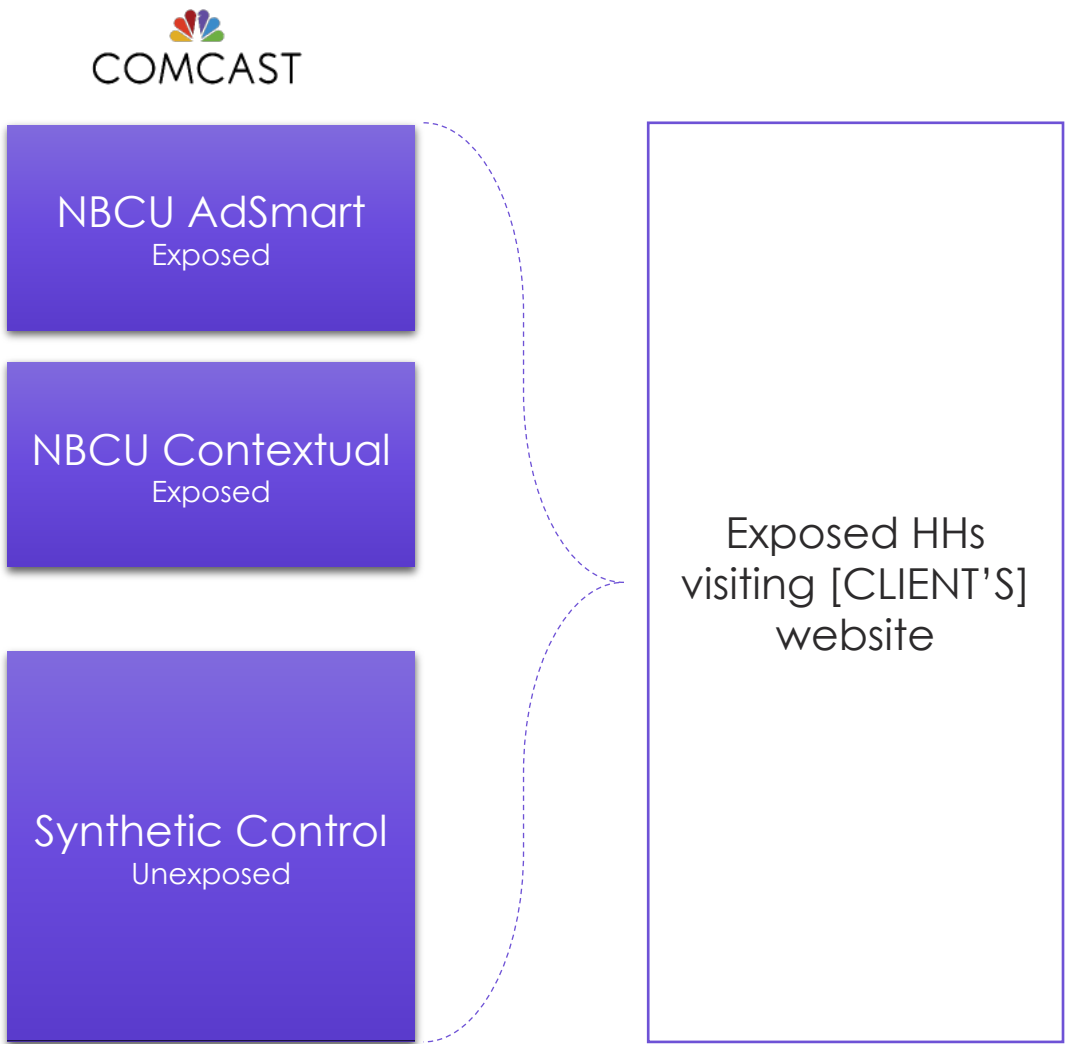 COMCAST
NBCU AdSmart
Exposed
NBCU Contextual
Exposed
Synthetic Control
Unexposed
Exposed HHs
visiting [CLIENT’S]
website